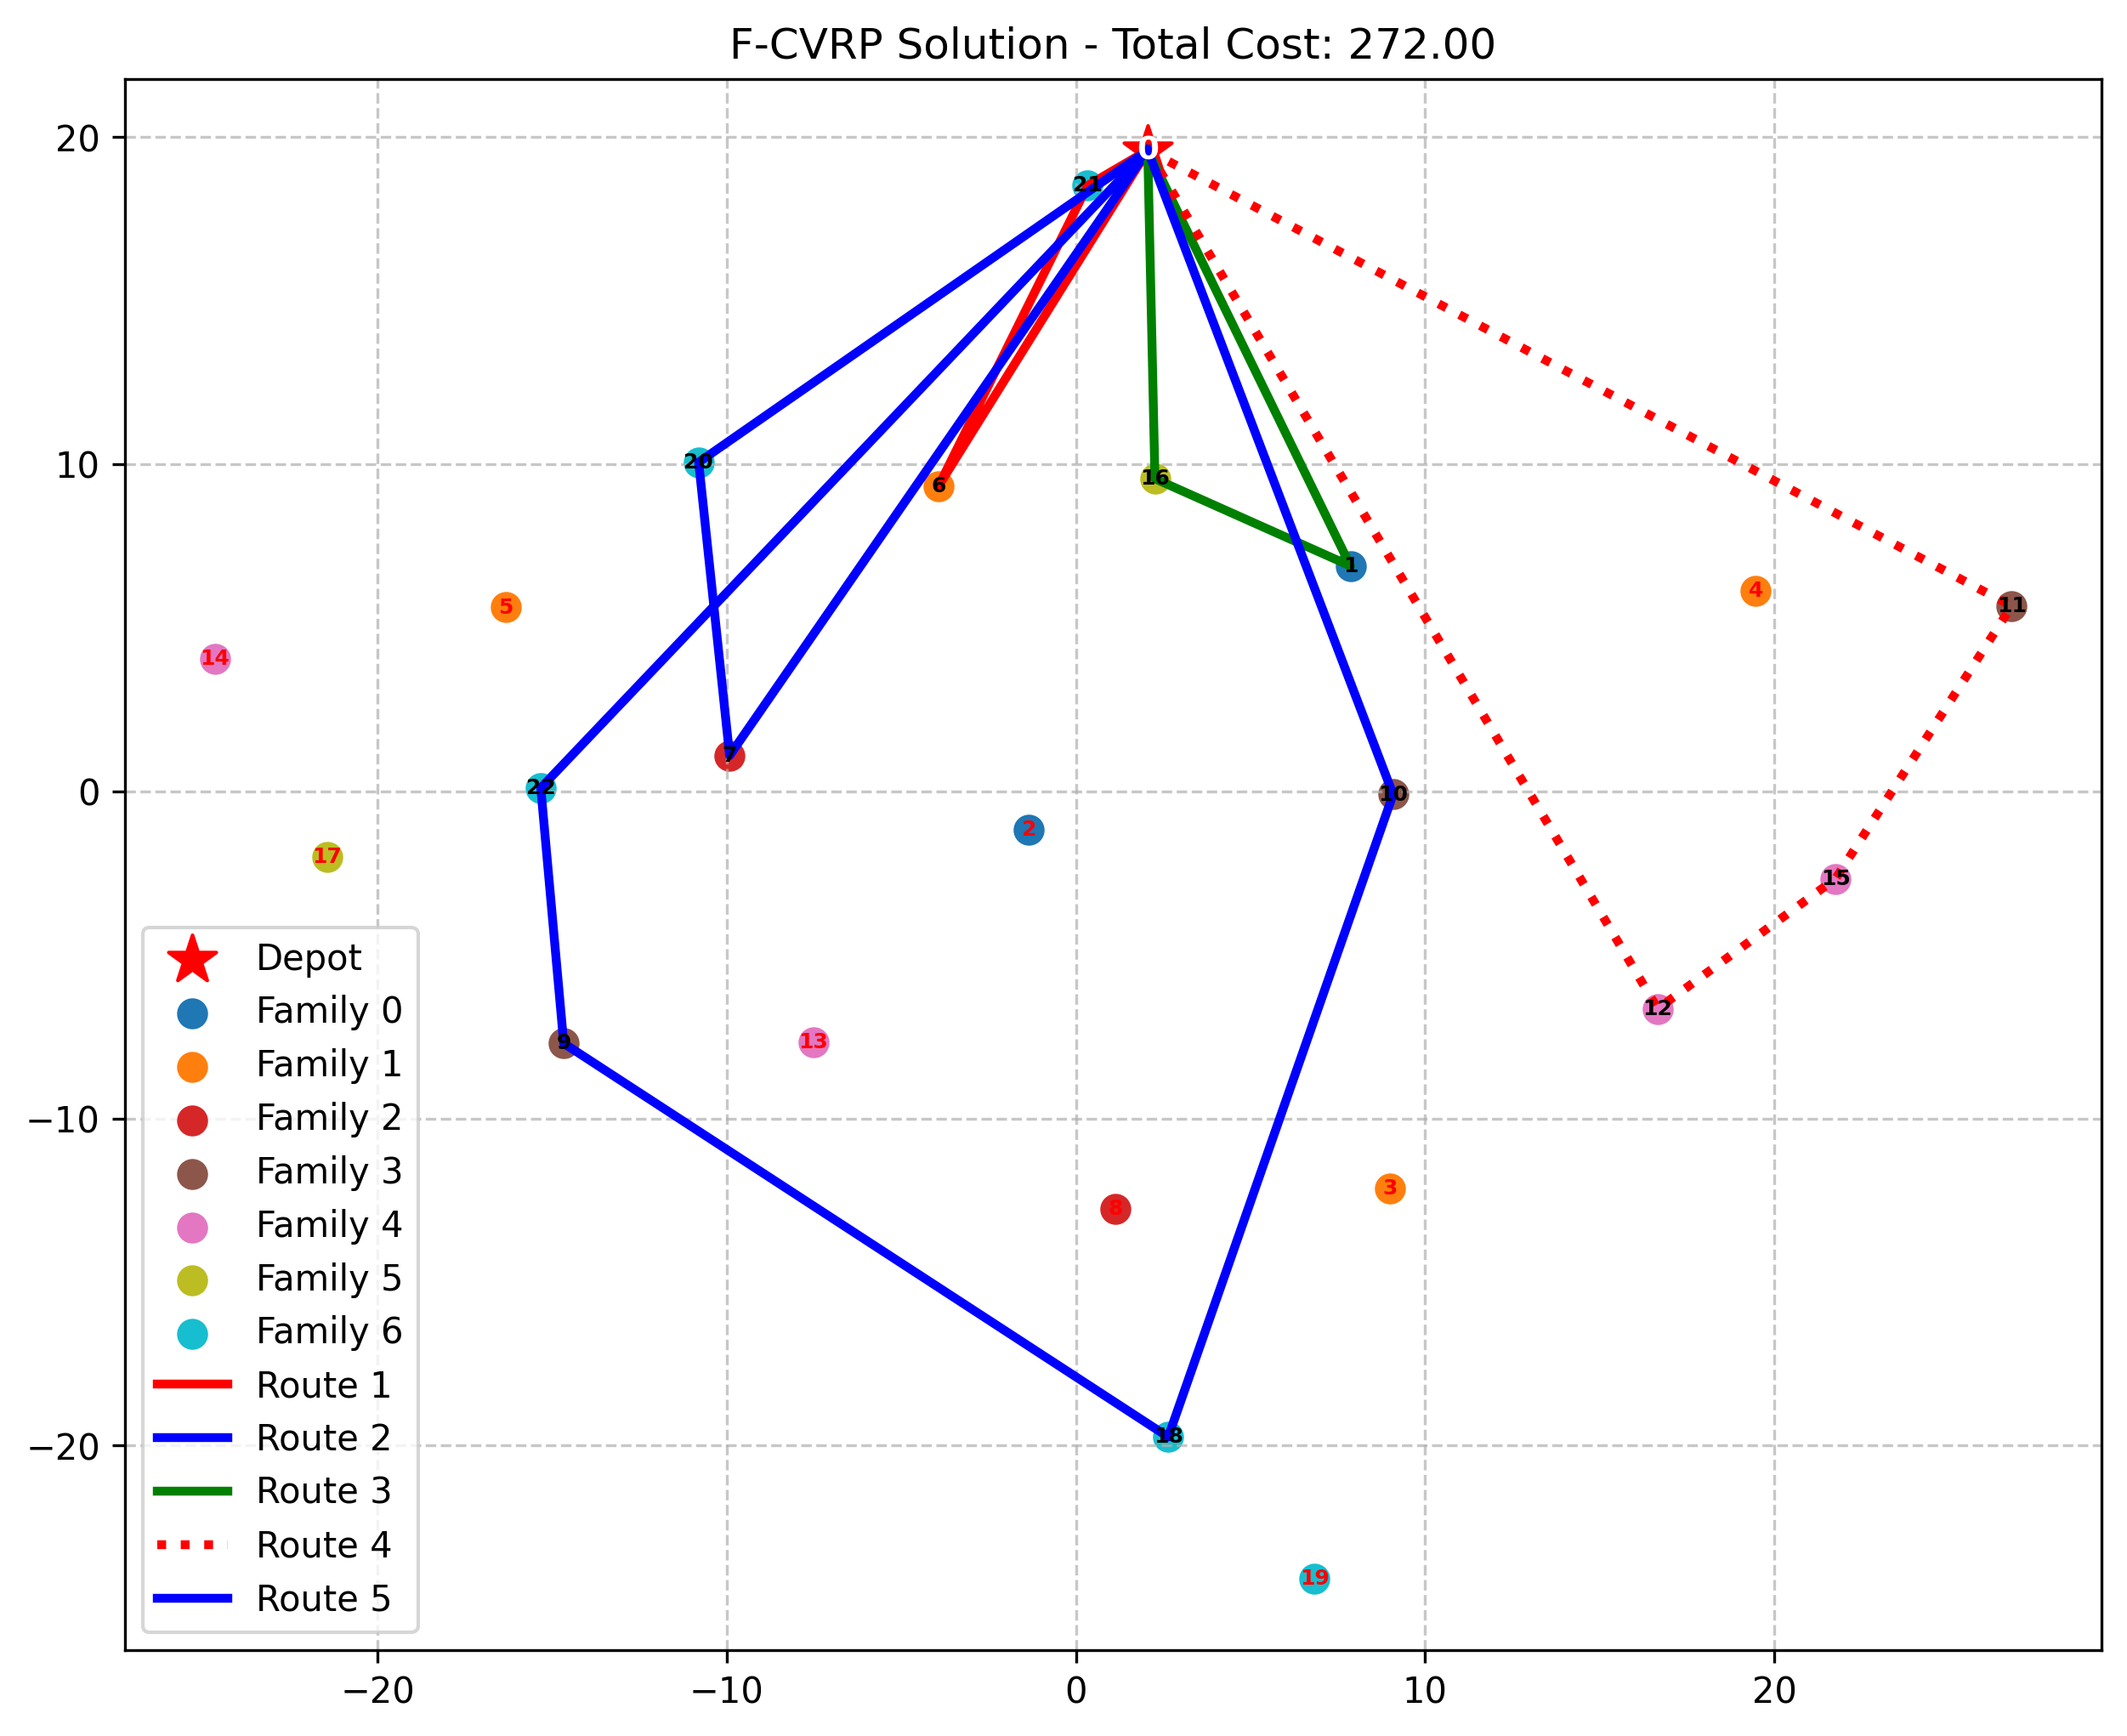 F-CVRP Solution - Total Cost: 272.00
20
10
0
−10
−20
0
21
20
6
16
1
5
4
11
14
7
22
10
2
17
15
12
9
13
3
8
18
19
Depot
Family 0
Family 1
Family 2
Family 3
Family 4
Family 5
Family 6
Route 1
Route 2
Route 3
Route 4
Route 5
−20
−10
0
10
20